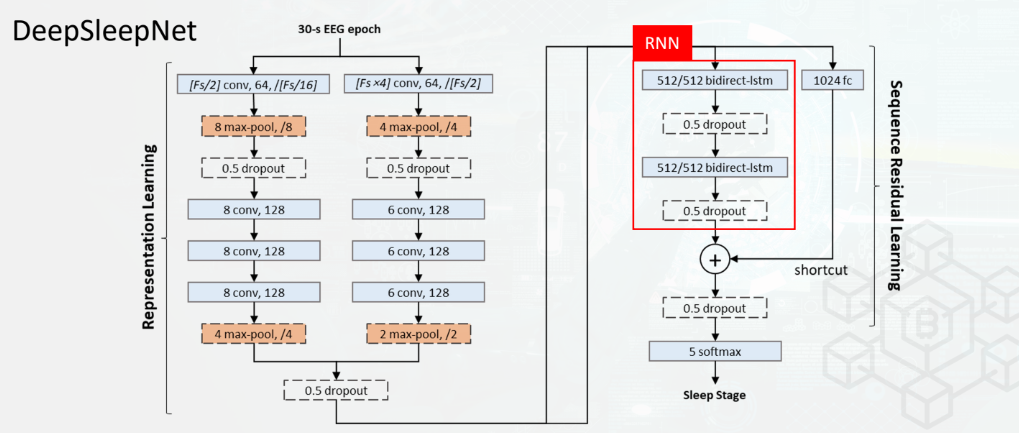 DeepSleepNet
30-s EEG epoch
[Fs/2] conv, 64, /[Fs/16]
[Fs×4] conv, 64, /[Fs/2]
8 max-pool, /8
4 max-pool, /4
0.5 dropout
0.5 dropout
8 conv, 128
6 conv, 128
8 conv, 128
6 conv, 128
8 conv, 128
6 conv, 128
4 max-pool, /4
2 max-pool, /2
0.5 dropout
Representation Learning
RNN
512/512 bidirect-lstm
1024 fc
0.5 dropout
512/512 bidirect-lstm
0.5 dropout
+
shortcut
0.5 dropout
5 softmax
Sleep Stage
Sequence Residual Learning